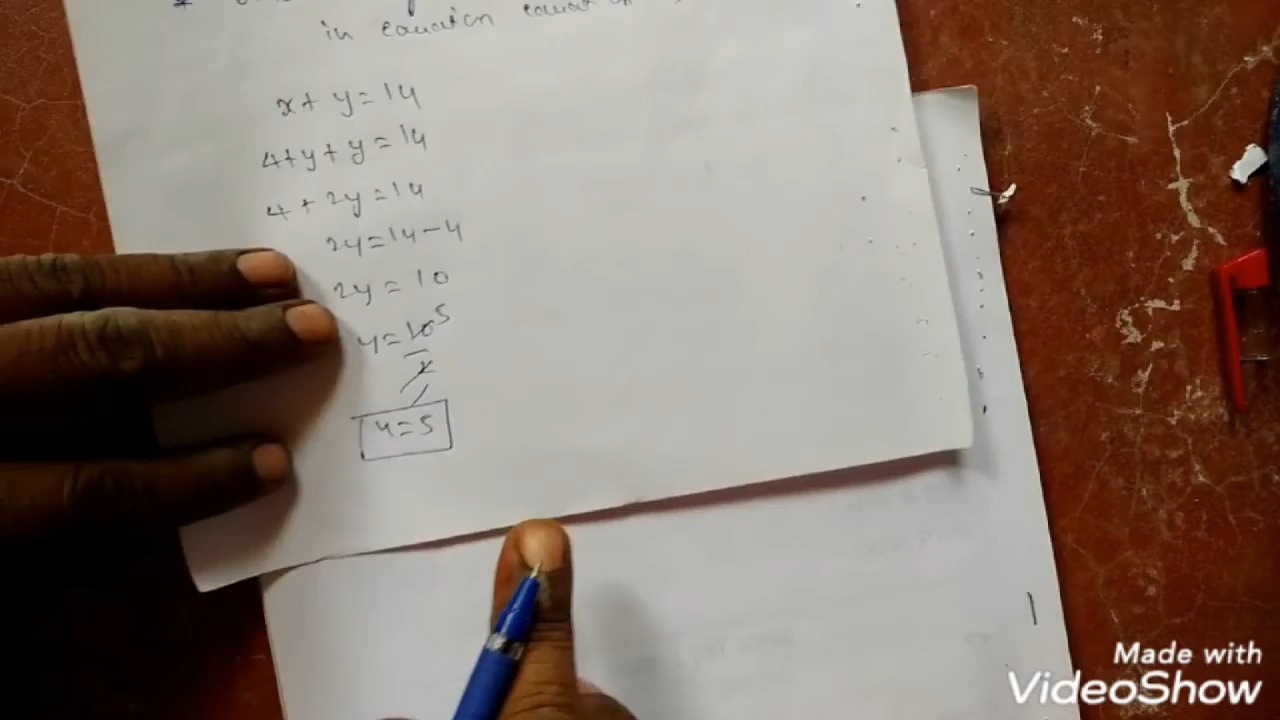 in equation
x + y = 14
4 + y + y = 14
4 + 2y = 14
2y = 14 - 4
2y = 10
y = 10 5
2
y = 5
Made with
VideoShow